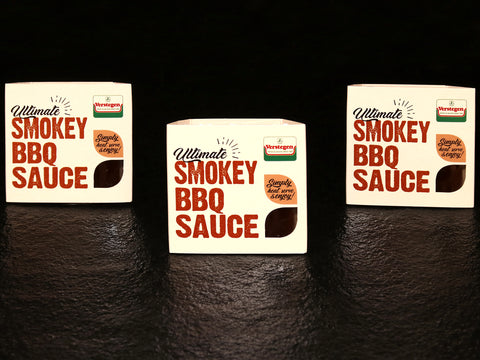 Ultimate
SMOKEY
BBQ
SAUCE
Verstegen
Simply
heat serve
& enjoy!
Ultimate
SMOKEY
BBQ
SAUCE
Verstegen
Simply
heat serve
& enjoy!
Ultimate
SMOKEY
BBQ
SAUCE
Verstegen
Simply
heat serve
& enjoy!